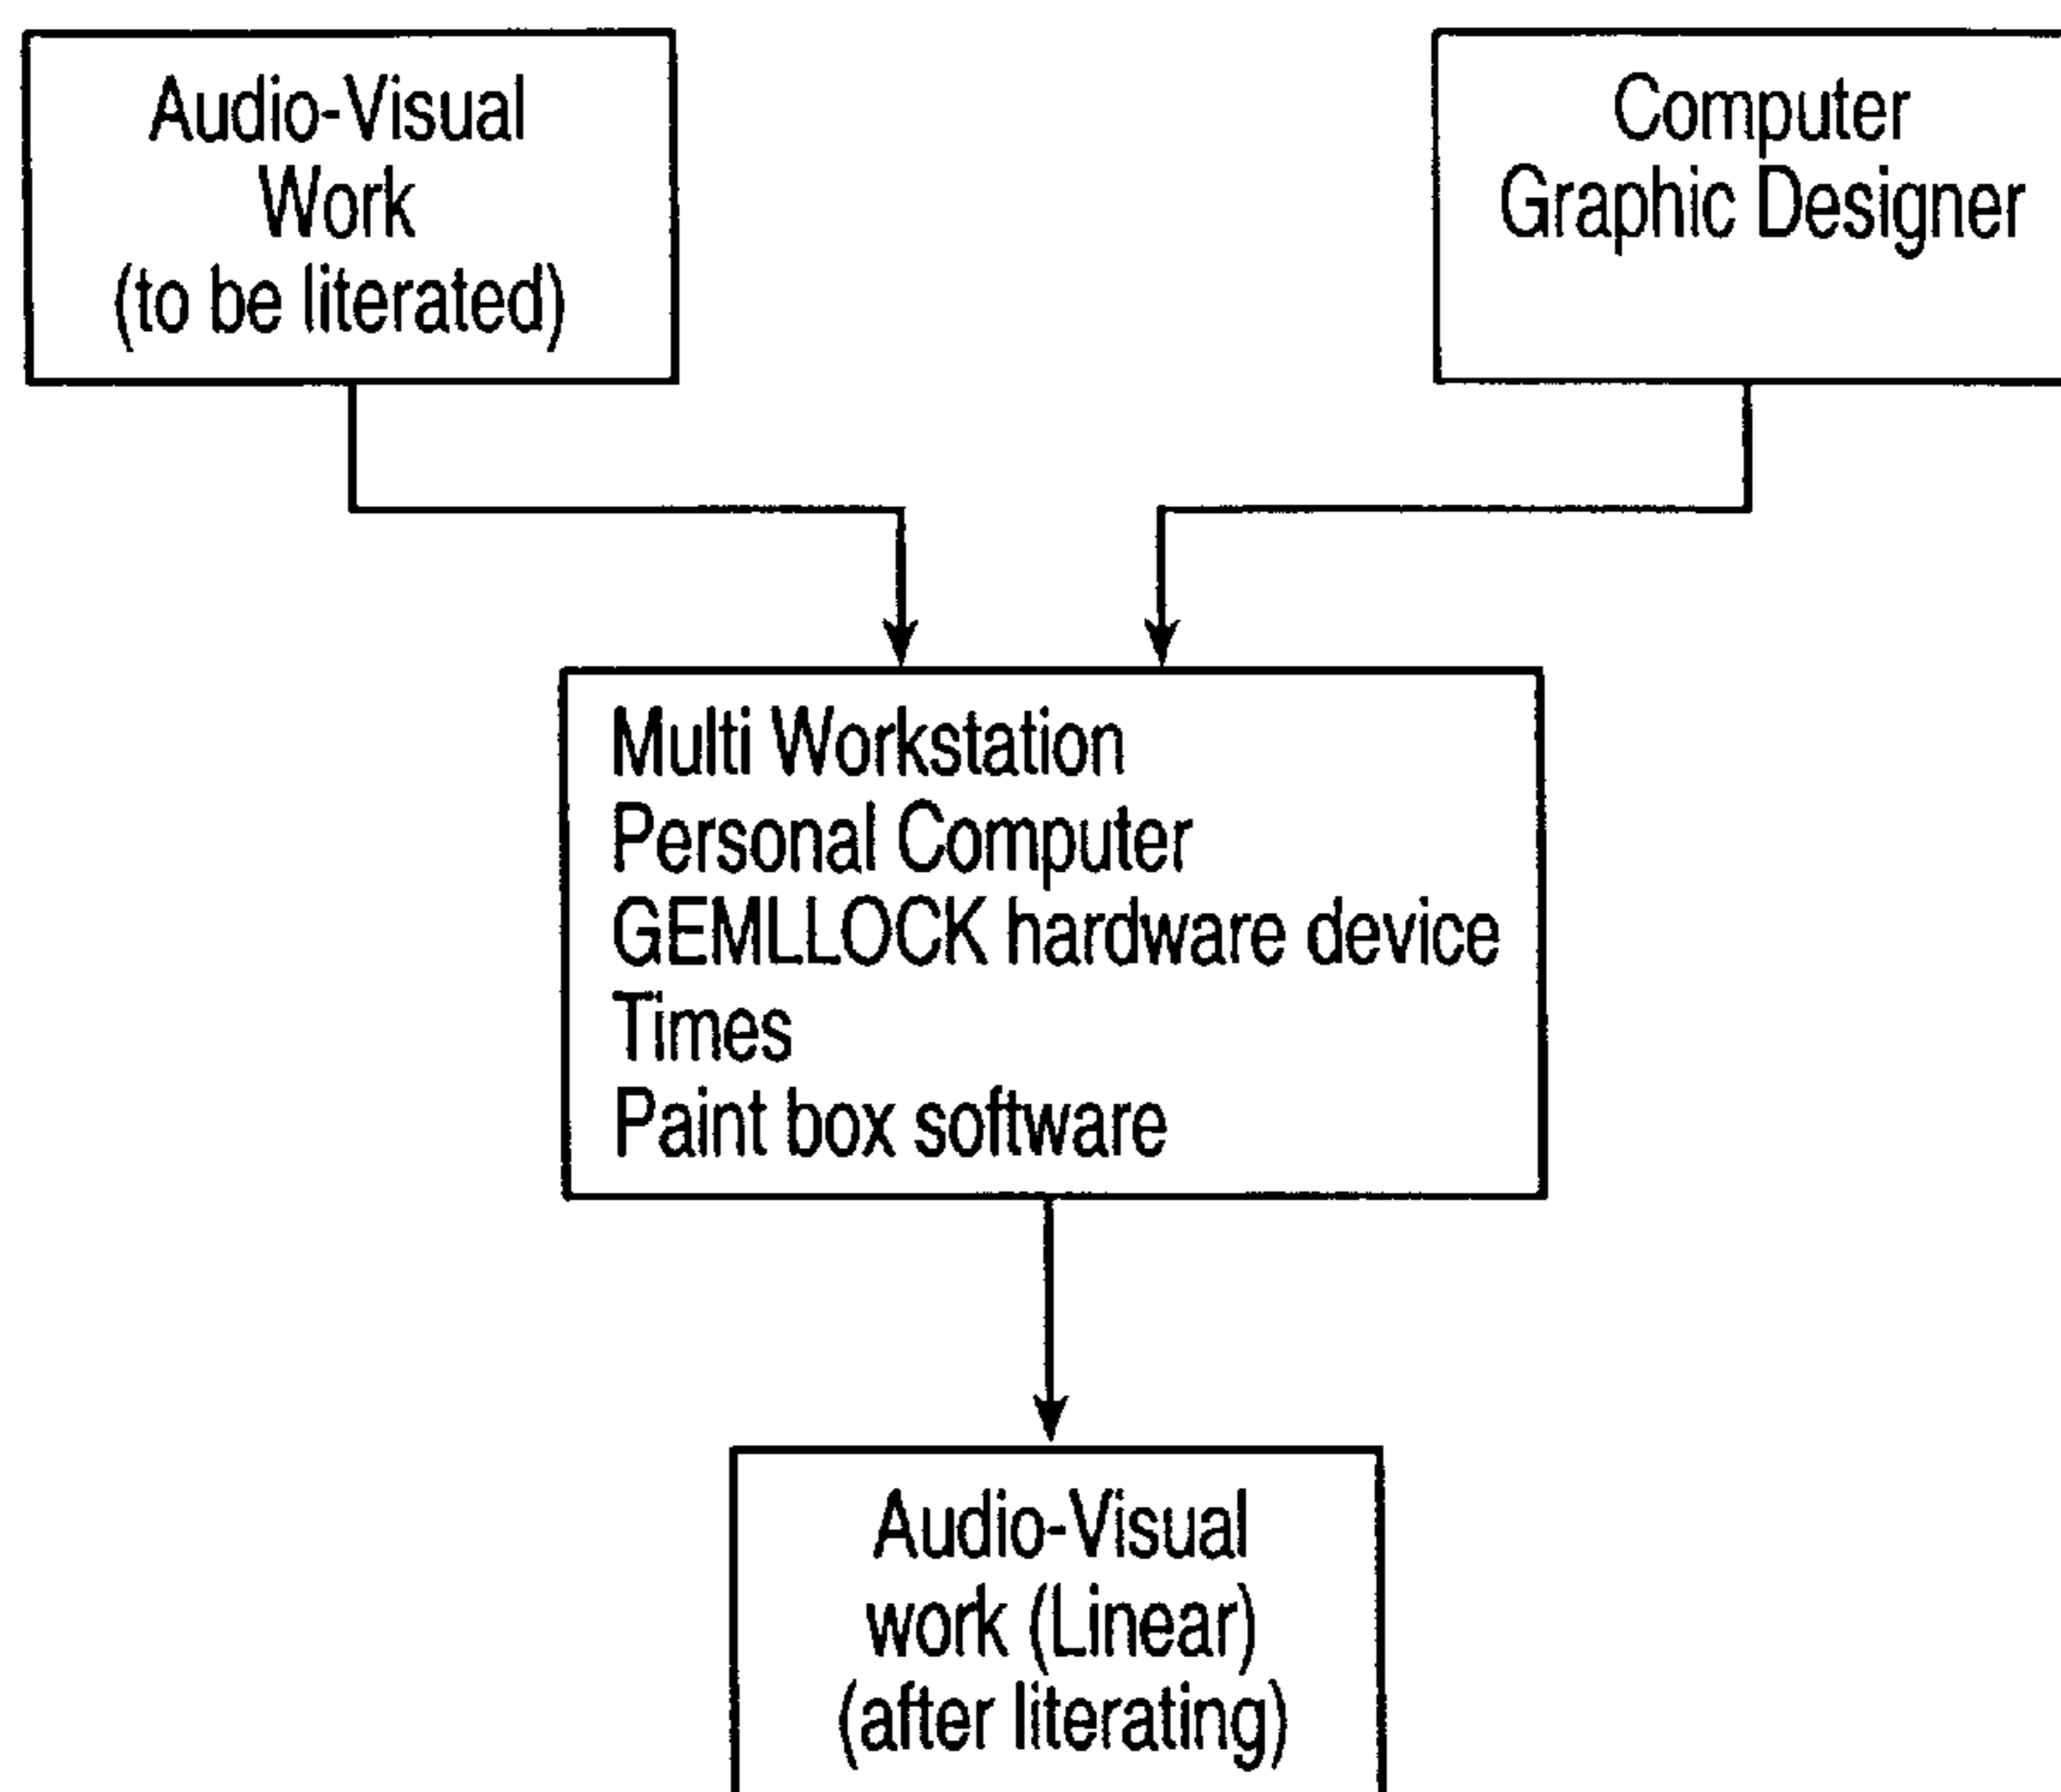 Audio-Visual
Work
(to be literated)
Computer
Graphic Designer
Multi Workstation
Personal Computer
GEMLLOCK hardware device
Times
Paint box software
Audio-Visual
work (Linear)
(after literating)